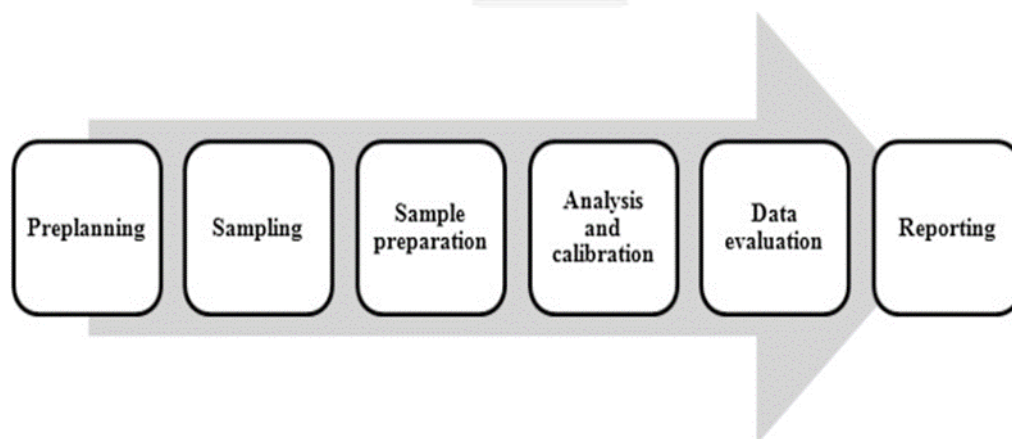 Preplanning
Sampling
Sample
preparation
Analysis
and
calibration
Data
evaluation
Reporting